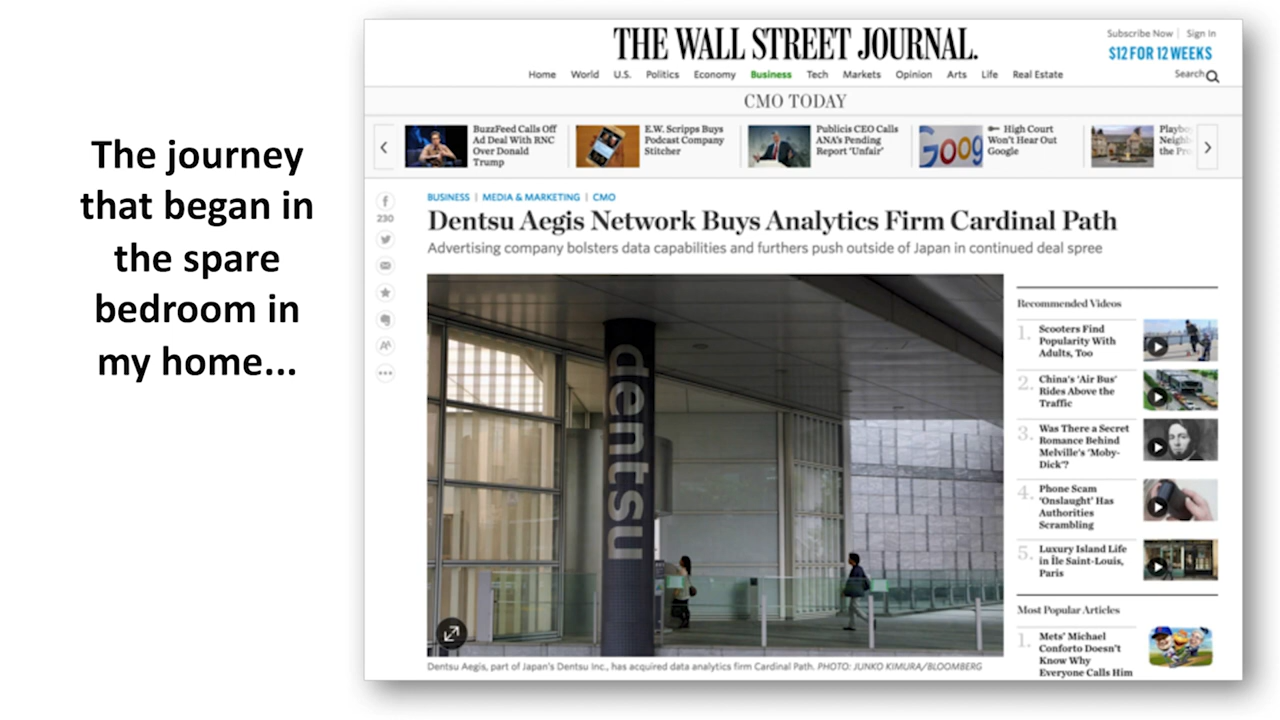 The journey
that began in
the spare
bedroom in
my home...
THE WALL STREET JOURNAL.
Subscribe Now | Sign In
$12 FOR 12 WEEKS
Home World U.S. Politics Economy Business Tech Markets Opinion Arts Life Real Estate
Search
CMO TODAY
BuzzFeed Calls Off
Ad Deal With RNC
Over Donald
Trump
E.W. Scripps Buys
Podcast Company
Stitcher
Publicis CEO Calls
ANA's Pending
Report 'Unfair'
Goog
High Court
Won't Hear Out
Google
Playbo
Neighb
the Pro
BUSINESS | MEDIA & MARKETING | CMO
Dentsu Aegis Network Buys Analytics Firm Cardinal Path
Advertising company bolsters data capabilities and furthers push outside of Japan in continued deal spree
230
dentsu
Dentsu Aegis, part of Japan's Dentsu Inc., has acquired data analytics firm Cardinal Path. PHOTO: JUNKO KIMURA/BLOOMBERG
Recommended Videos
1. Scooters Find
Popularity With
Adults, Too
2. China's 'Air Bus'
Rides Above the
Traffic
3. Was There a Secret
Romance Behind
Melville's 'Moby-
Dick'?
4. Phone Scam
'Onslaught' Has
Authorities
Scrambling
5. Luxury Island Life
in Île Saint-Louis,
Paris
Most Popular Articles
1. Mets' Michael
Conforto Doesn't
Know Why
Everyone Calls Him